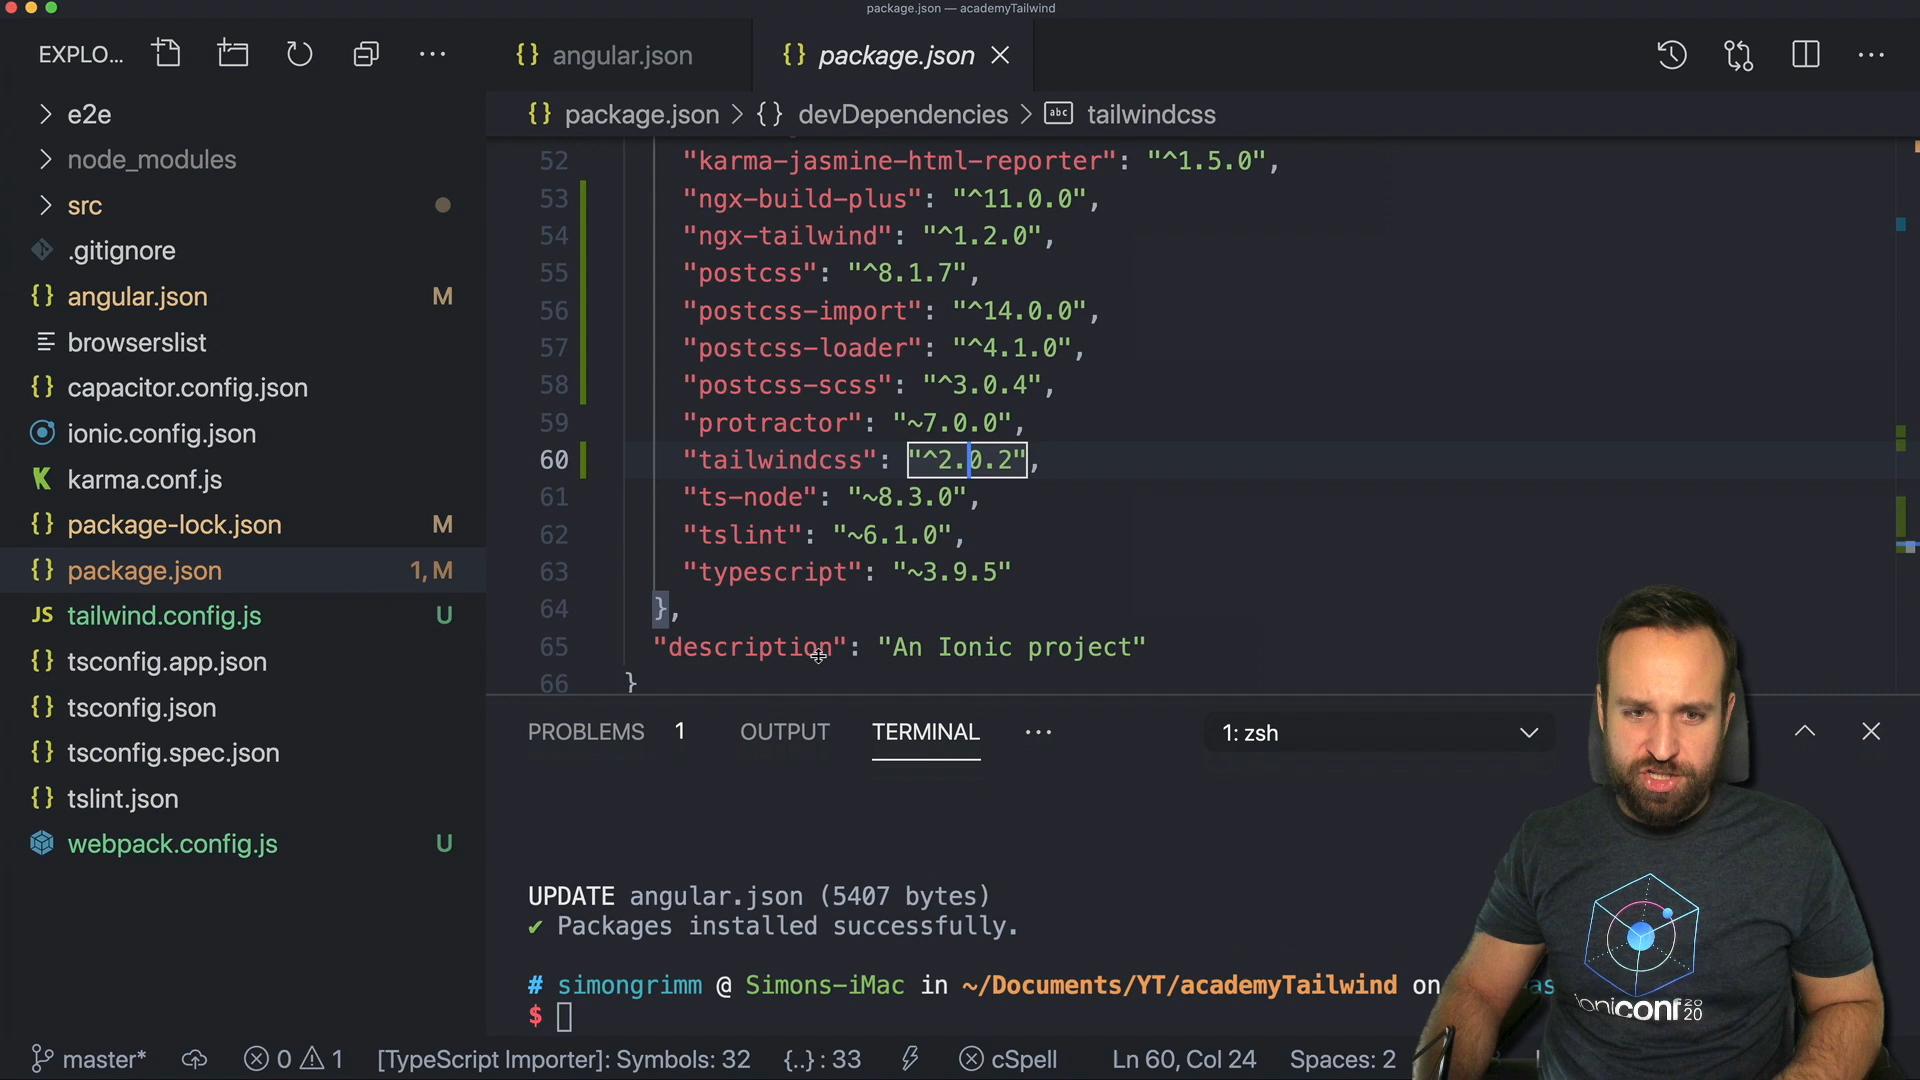 package.json — academyTailwind
EXPLO...
angular.json
package.json
package.json > {} devDependencies > abc tailwindcss
e2e
node_modules
src
.gitignore
angular.json M
browserslist
capacitor.config.json
ionic.config.json
karma.conf.js
package-lock.json M
package.json 1, M
JS tailwind.config.js U
tsconfig.app.json
tsconfig.json
tsconfig.spec.json
tslint.json
webpack.config.js U
52 "karma-jasmine-html-reporter": "^1.5.0",
53 "ngx-build-plus": "^11.0.0",
54 "ngx-tailwind": "^1.2.0",
55 "postcss": "^8.1.7",
56 "postcss-import": "^14.0.0",
57 "postcss-loader": "^4.1.0",
58 "postcss-scss": "^3.0.4",
59 "protractor": "~7.0.0",
60 "tailwindcss": "^2.0.2",
61 "ts-node": "~8.3.0",
62 "tslint": "~6.1.0",
63 "typescript": "~3.9.5"
64 },
65 "description": "An Ionic project"
66 }
PROBLEMS 1 OUTPUT TERMINAL ... 1: zsh
UPDATE angular.json (5407 bytes)
✔ Packages installed successfully.
# simongrimm @ Simons-iMac in ~/Documents/YT/academyTailwind on
$
ioniconf 20 20
master* 0 1 [TypeScript Importer]: Symbols: 32 {..} : 33 cSpell Ln 60, Col 24 Spaces: 2